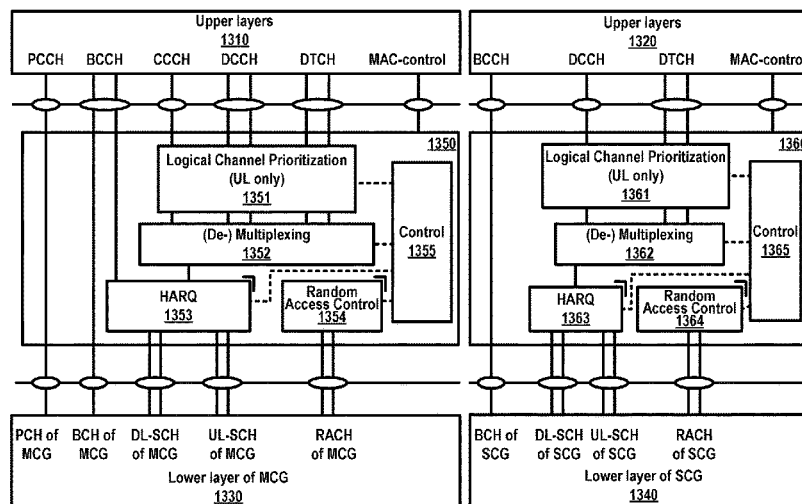 Upper layers
1310
PCCH BCCH CCCH DCCH DTCH MAC-control
1350
Logical Channel Prioritization
(UL only)
1351
(De-) Multiplexing
1352
Control
1355
HARQ
1353
Random
Access Control
1354
PCH of
MCG
BCH of
MCG
DL-SCH
of MCG
UL-SCH
of MCG
RACH
of MCG
Lower layer of MCG
1330
Upper layers
1320
BCCH DCCH DTCH MAC-control
1360
Logical Channel Prioritization
(UL only)
1361
(De-) Multiplexing
1362
Control
1365
HARQ
1363
Random
Access Control
1364
BCH of
SCG
DL-SCH
of SCG
UL-SCH
of SCG
RACH
of SCG
Lower layer of SCG
1340